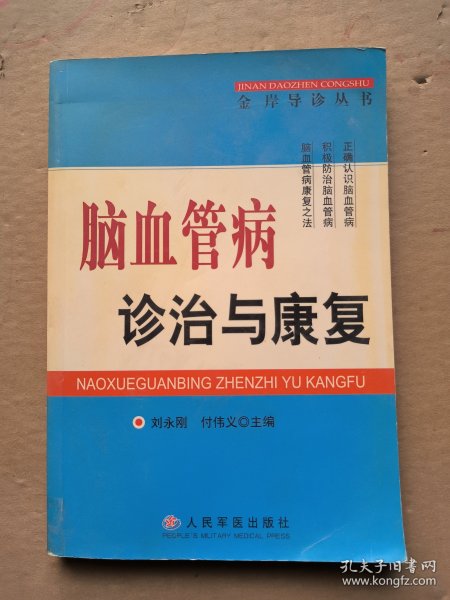 JINAN DAOZHEN CONGSHU
金岸导诊丛书
正确认识脑血管病
积极防治脑血管病
脑血管病康复之法
脑血管病
诊治与康复
NAOXUEGUANBING ZHENZHI YU KANGFU
刘永刚 付伟义◎主编
人民军医出版社
PEOPLE'S MILITARY MEDICAL PRESS
孔夫子旧书网
www.kongfz.com